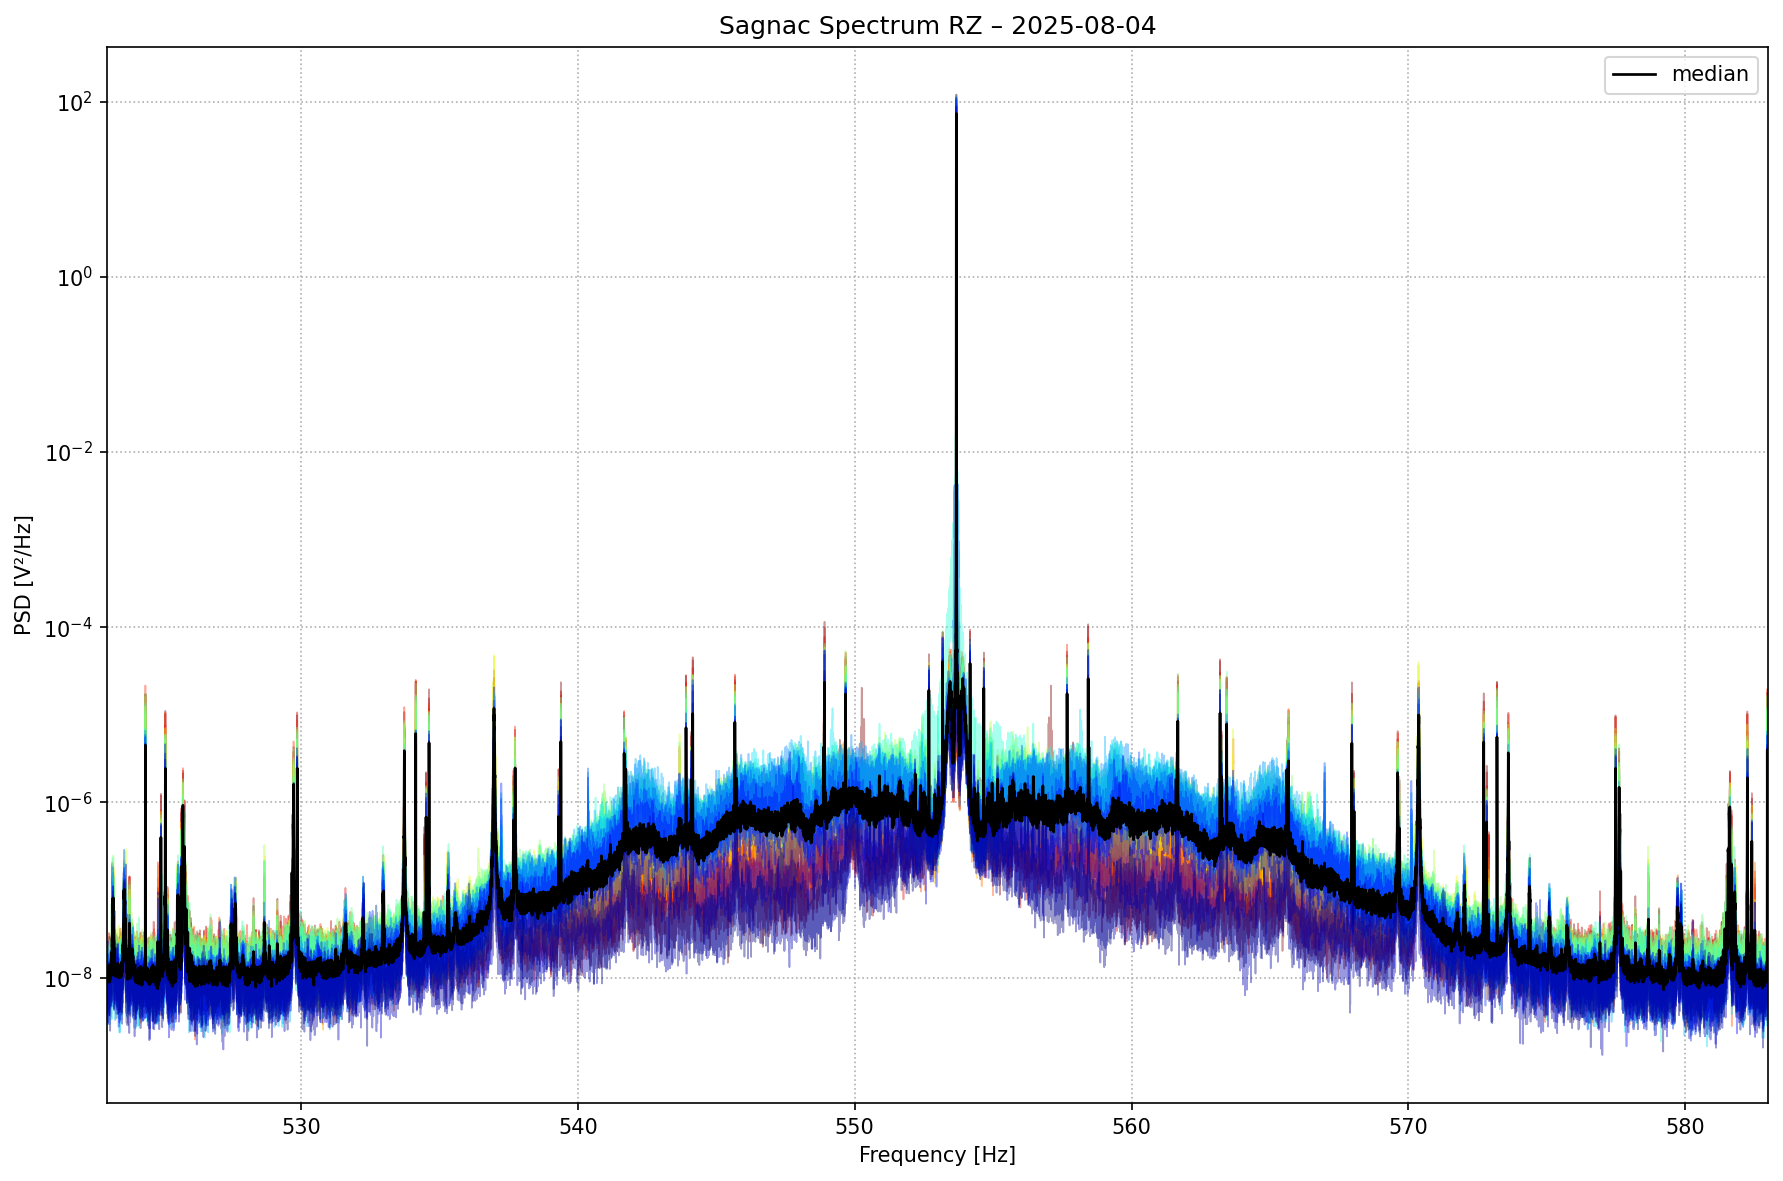 Sagnac Spectrum RZ – 2025-08-04
median
10²
10⁰
10⁻²
10⁻⁴
10⁻⁶
10⁻⁸
PSD [V²/Hz]
530 540 550 560 570 580
Frequency [Hz]